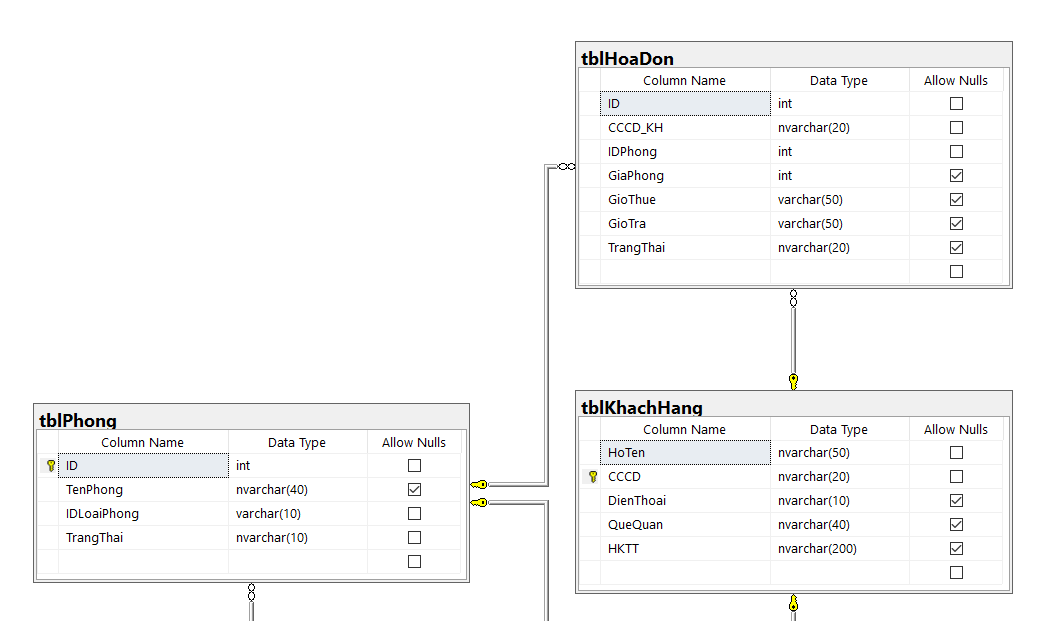 tblHoaDon
Column Name Data Type Allow Nulls
ID int
CCCD_KH nvarchar(20)
IDPhong int
GiaPhong int
GioThue varchar(50)
GioTra varchar(50)
TrangThai nvarchar(20)
tblPhong
Column Name Data Type Allow Nulls
ID int
TenPhong nvarchar(40)
IDLoaiPhong varchar(10)
TrangThai nvarchar(10)
tblKhachHang
Column Name Data Type Allow Nulls
HoTen nvarchar(50)
CCCD nvarchar(20)
DienThoai nvarchar(10)
QueQuan nvarchar(40)
HKTT nvarchar(200)